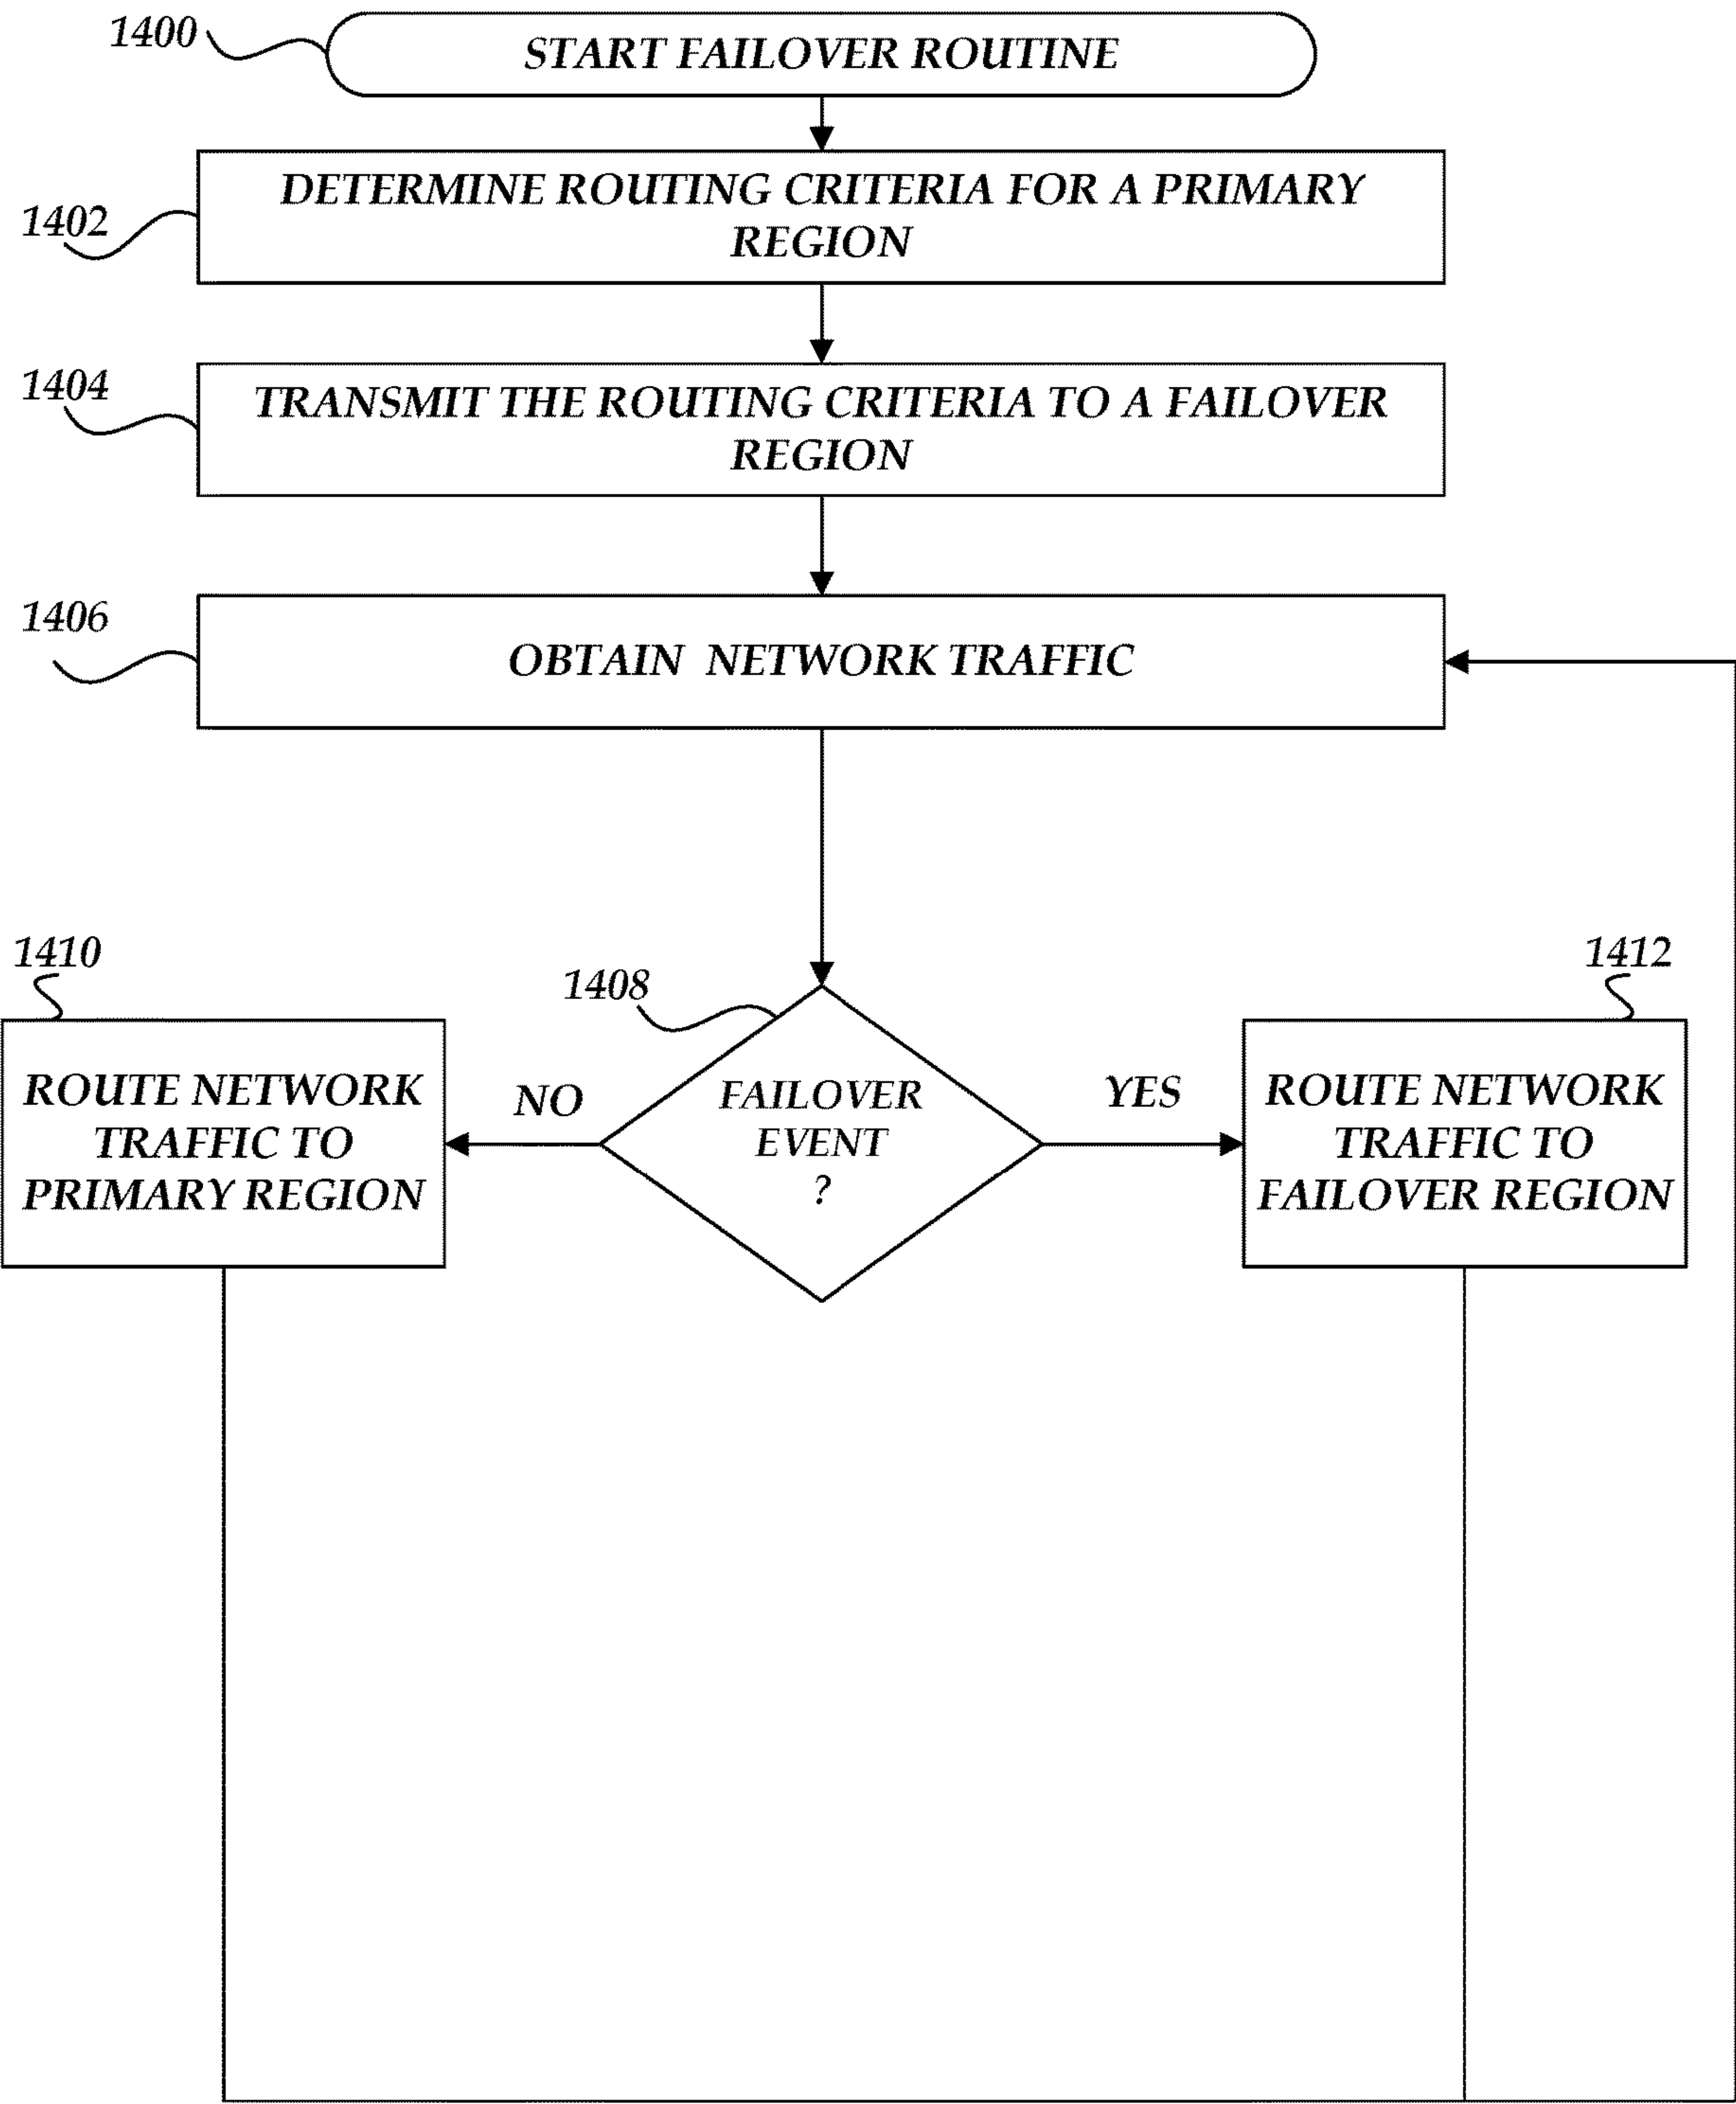 1400
START FAILOVER ROUTINE
1402
DETERMINE ROUTING CRITERIA FOR A PRIMARY
REGION
1404
TRANSMIT THE ROUTING CRITERIA TO A FAILOVER
REGION
1406
OBTAIN NETWORK TRAFFIC
1410
1408
1412
ROUTE NETWORK
TRAFFIC TO
PRIMARY REGION
NO
FAILOVER
EVENT
?
YES
ROUTE NETWORK
TRAFFIC TO
FAILOVER REGION